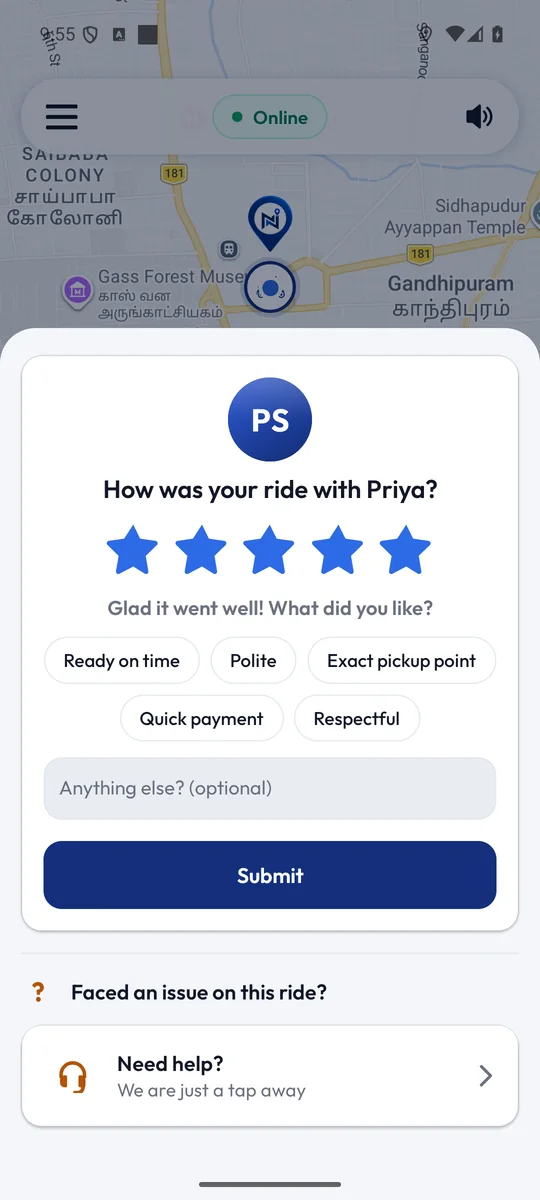 9:55
Online
SAIBABA
COLONY
சாய்பாபா
கோலோனி
181
Sidhapudur
Ayyappan Temple
181
Gass Forest Muse
காஸ் வன
அருங்காட்சியகம்
Gandhipuram
காந்திபுரம்
PS
How was your ride with Priya?
Glad it went well! What did you like?
Ready on time
Polite
Exact pickup point
Quick payment
Respectful
Anything else? (optional)
Submit
? Faced an issue on this ride?
Need help?
We are just a tap away